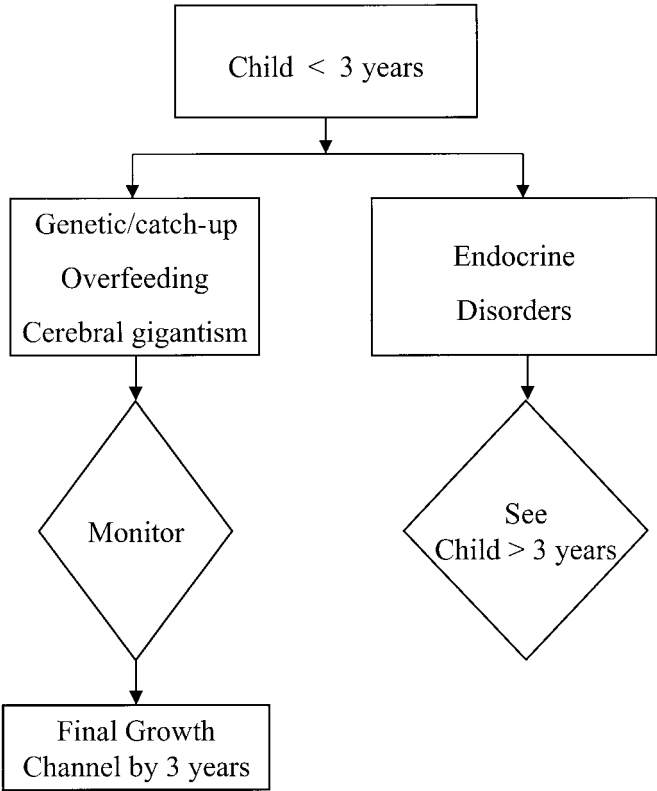 Child < 3 years
Genetic/catch-up
Overfeeding
Cerebral gigantism
Endocrine
Disorders
Monitor
See
Child > 3 years
Final Growth
Channel by 3 years